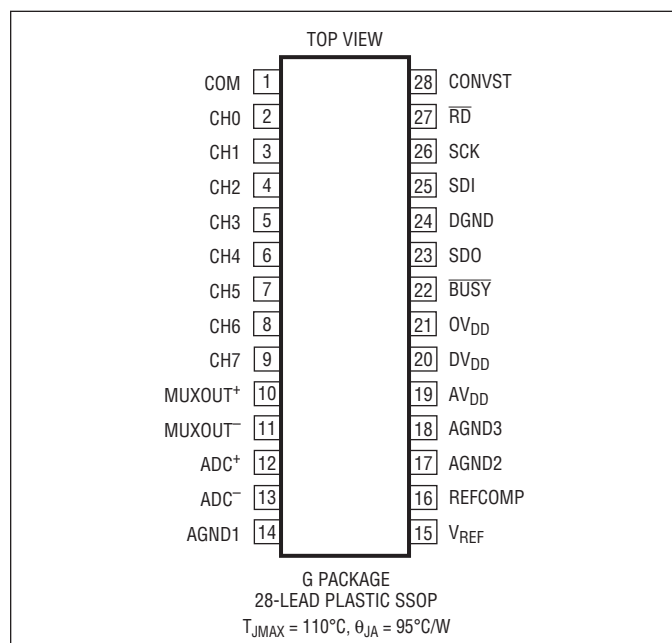 TOP VIEW
COM 1 28 CONVST
CH0 2 27 R̅D̅
CH1 3 26 SCK
CH2 4 25 SDI
CH3 5 24 DGND
CH4 6 23 SDO
CH5 7 22 B̅U̅S̅Y̅
CH6 8 21 OVDD
CH7 9 20 DVDD
MUXOUT⁺ 10 19 AVDD
MUXOUT⁻ 11 18 AGND3
ADC⁺ 12 17 AGND2
ADC⁻ 13 16 REFCOMP
AGND1 14 15 VREF
G PACKAGE
28-LEAD PLASTIC SSOP
TJMAX = 110°C, θJA = 95°C/W